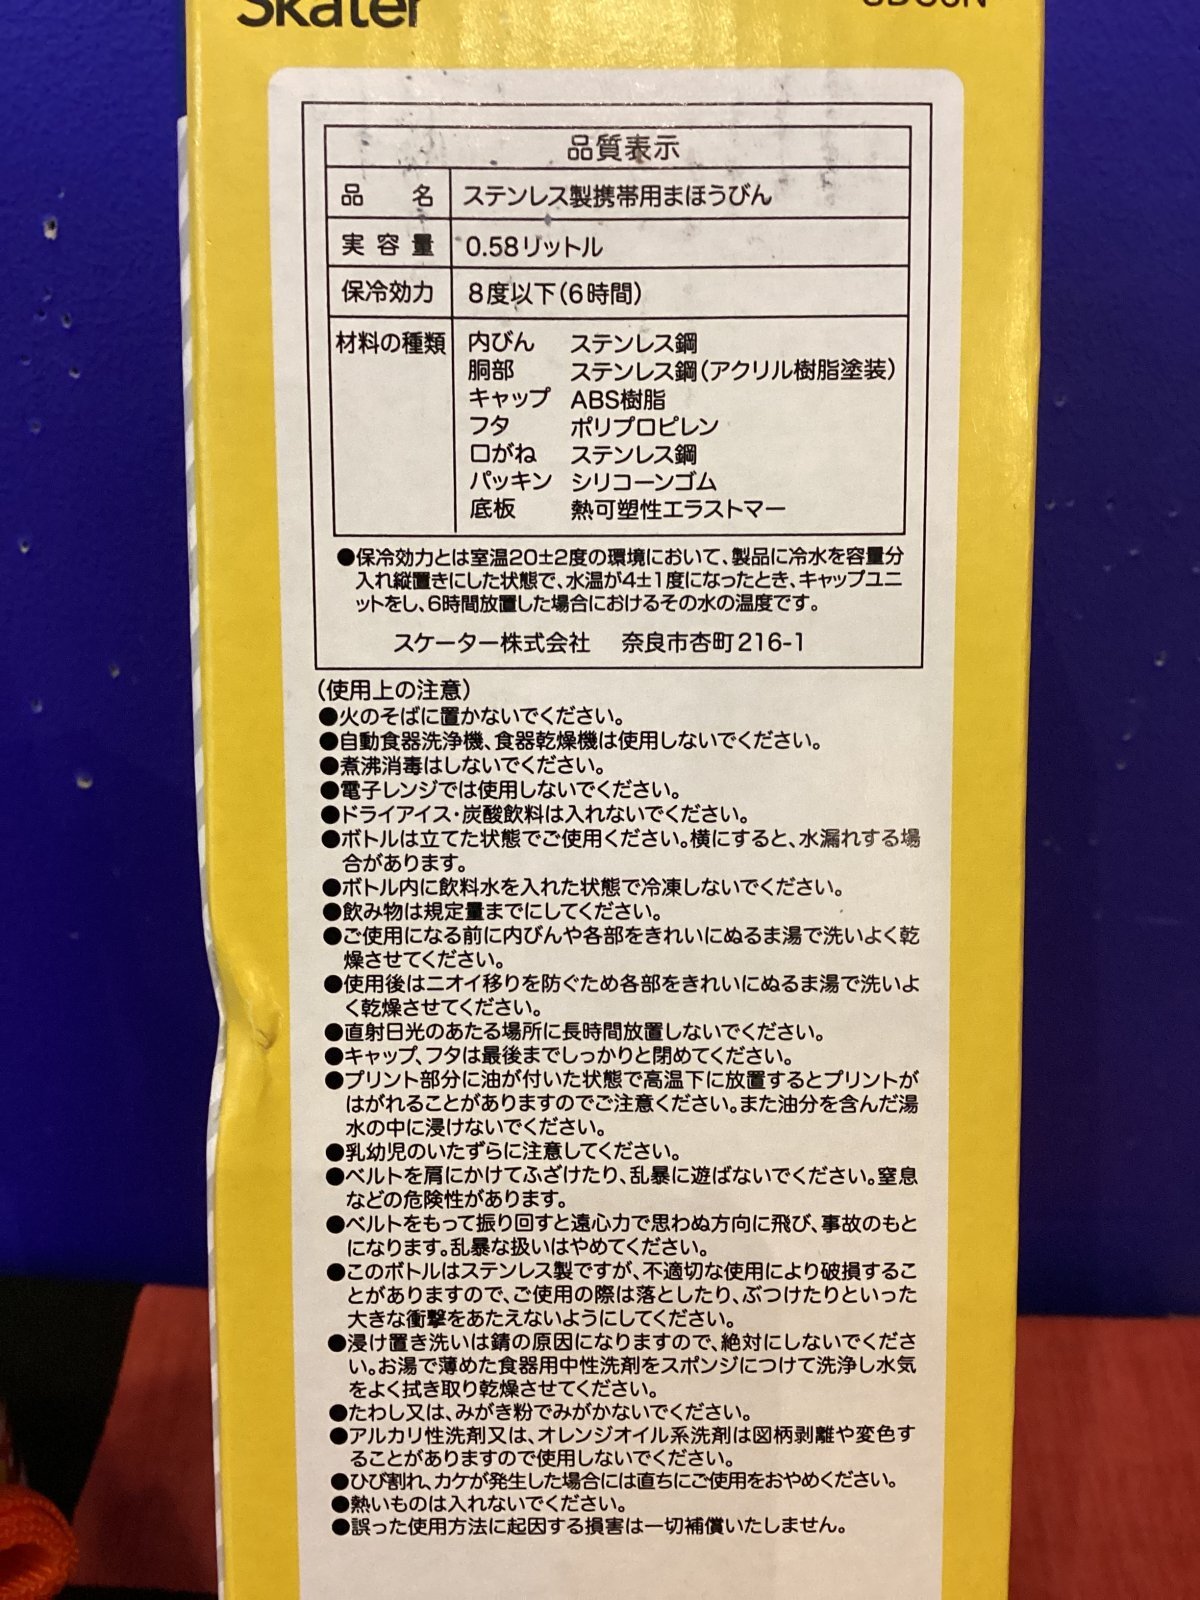 Skater
品質表示
品名 ステンレス製携帯用まほうびん
実容量 0.58リットル
保冷効力 8度以下(6時間)
材料の種類 内びん ステンレス鋼
胴部 ステンレス鋼(アクリル樹脂塗装)
キャップ ABS樹脂
フタ ポリプロピレン
口がね ステンレス鋼
パッキン シリコーンゴム
底板 熱可塑性エラストマー
●保冷効力とは室温20±2度の環境において、製品に冷水を容量分
入れ縦置きにした状態で、水温が4±1度になったとき、キャップユニ
ットをし、6時間放置した場合におけるその水の温度です。
スケーター株式会社 奈良市杏町216-1
(使用上の注意)
●火のそばに置かないでください。
●自動食器洗浄機、食器乾燥機は使用しないでください。
●煮沸消毒はしないでください。
●電子レンジでは使用しないでください。
●ドライアイス・炭酸飲料は入れないでください。
●ボトルは立てた状態でご使用ください。横にすると、水漏れする場
合があります。
●ボトル内に飲料水を入れた状態で冷凍しないでください。
●飲み物は規定量までにしてください。
●ご使用になる前に内びんや各部をきれいにぬるま湯で洗いよく乾
燥させてください。
●使用後はニオイ移りを防ぐため各部をきれいにぬるま湯で洗いよ
く乾燥させてください。
●直射日光のあたる場所に長時間放置しないでください。
●キャップ、フタは最後までしっかりと閉めてください。
●プリント部分に油が付いた状態で高温下に放置するとプリントが
はがれることがありますのでご注意ください。また油分を含んだ湯
水の中に浸けないでください。
●乳幼児のいたずらに注意してください。
●ベルトを肩にかけてふざけたり、乱暴に遊ばないでください。窒息
などの危険性があります。
●ベルトをもって振り回すと遠心力で思わぬ方向に飛び、事故のもと
になります。乱暴な扱いはやめてください。
●このボトルはステンレス製ですが、不適切な使用により破損するこ
とがありますので、ご使用の際は落としたり、ぶつけたりといった
大きな衝撃をあたえないようにしてください。
●浸け置き洗いは錆の原因になりますので、絶対にしないでくださ
い。お湯で薄めた食器用中性洗剤をスポンジにつけて洗浄し水気
をよく拭き取り乾燥させてください。
●たわし又は、みがき粉でみがかないでください。
●アルカリ性洗剤又は、オレンジオイル系洗剤は図柄剥離や変色す
ることがありますので使用しないでください。
●ひび割れ、カケが発生した場合には直ちにご使用をおやめください。
●熱いものは入れないでください。
●誤った使用方法に起因する損害は一切補償いたしません。